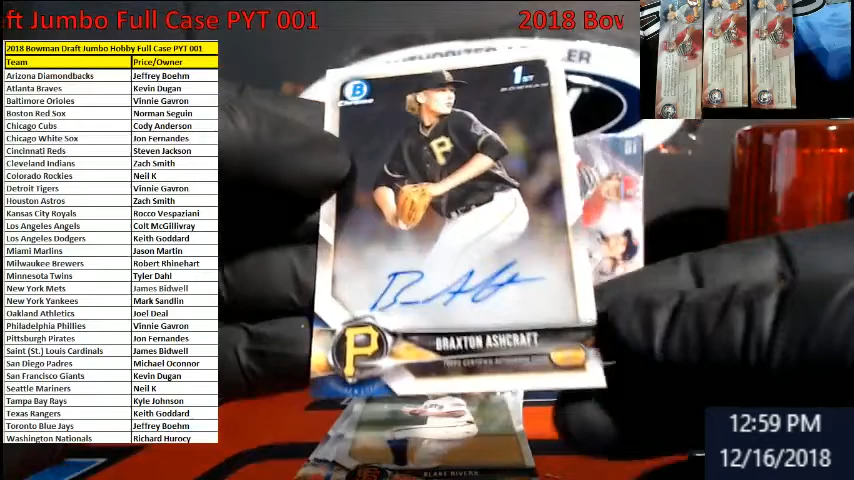 ft Jumbo Full Case PYT 001
2018 Bow
2018 Bowman Draft Jumbo Hobby Full Case PYT 001
Team Price/Owner
Arizona Diamondbacks Jeffrey Boehm
Atlanta Braves Kevin Dugan
Baltimore Orioles Vinnie Gavron
Boston Red Sox Norman Seguin
Chicago Cubs Cody Anderson
Chicago White Sox Jon Fernandes
Cincinnati Reds Steven Jackson
Cleveland Indians Zach Smith
Colorado Rockies Neil K
Detroit Tigers Vinnie Gavron
Houston Astros Zach Smith
Kansas City Royals Rocco Vespaziani
Los Angeles Angels Colt McGillivray
Los Angeles Dodgers Keith Goddard
Miami Marlins Jason Martin
Milwaukee Brewers Robert Rhinehart
Minnesota Twins Tyler Dahl
New York Mets James Bidwell
New York Yankees Mark Sandlin
Oakland Athletics Joel Deal
Philadelphia Phillies Vinnie Gavron
Pittsburgh Pirates Jon Fernandes
Saint (St.) Louis Cardinals James Bidwell
San Diego Padres Michael Oconnor
San Francisco Giants Kevin Dugan
Seattle Mariners Neil K
Tampa Bay Rays Kyle Johnson
Texas Rangers Keith Goddard
Toronto Blue Jays Jeffrey Boehm
Washington Nationals Richard Hurocy
B
Chrome
1ST
BOWMAN
P
P
BRAXTON ASHCRAFT
BLAKE RIVERA
12:59 PM
12/16/2018